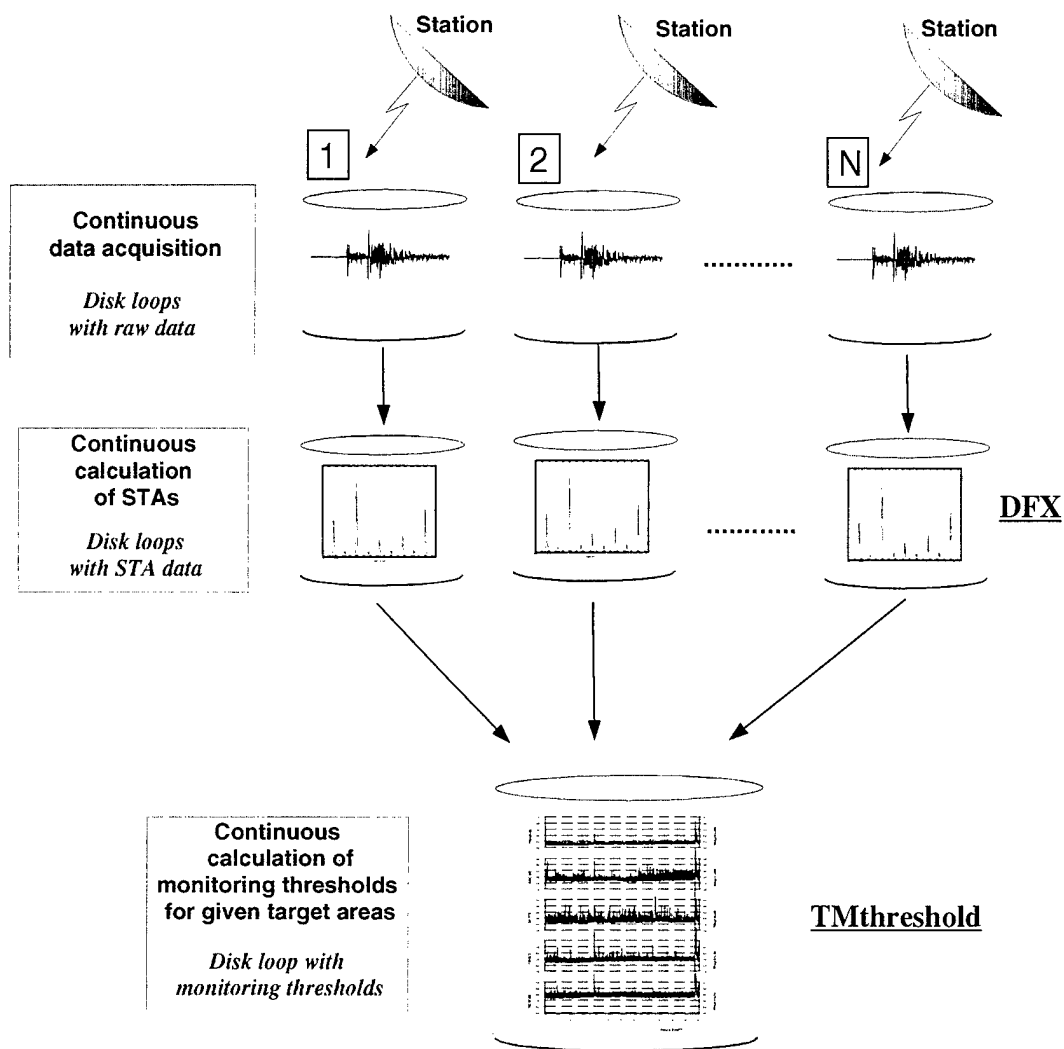 Station
Station
Station
1
2
N
Continuous
data acquisition
Disk loops
with raw data
............
Continuous
calculation
of STAs
Disk loops
with STA data
............
DFX
Continuous
calculation of
monitoring thresholds
for given target areas
Disk loop with
monitoring thresholds
TMthreshold